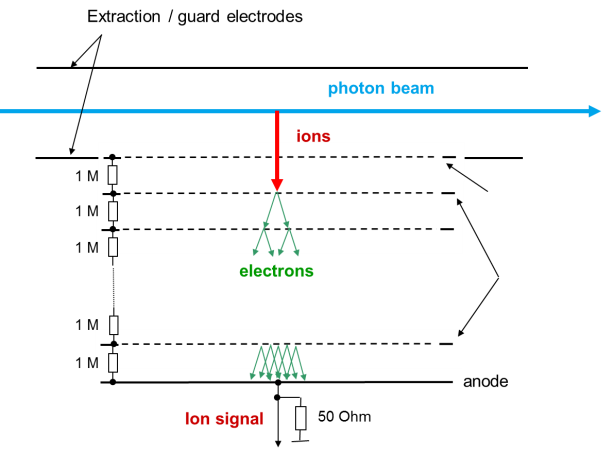 Extraction / guard electrodes
photon beam
ions
1 M
1 M
1 M
electrons
1 M
1 M
anode
Ion signal
50 Ohm